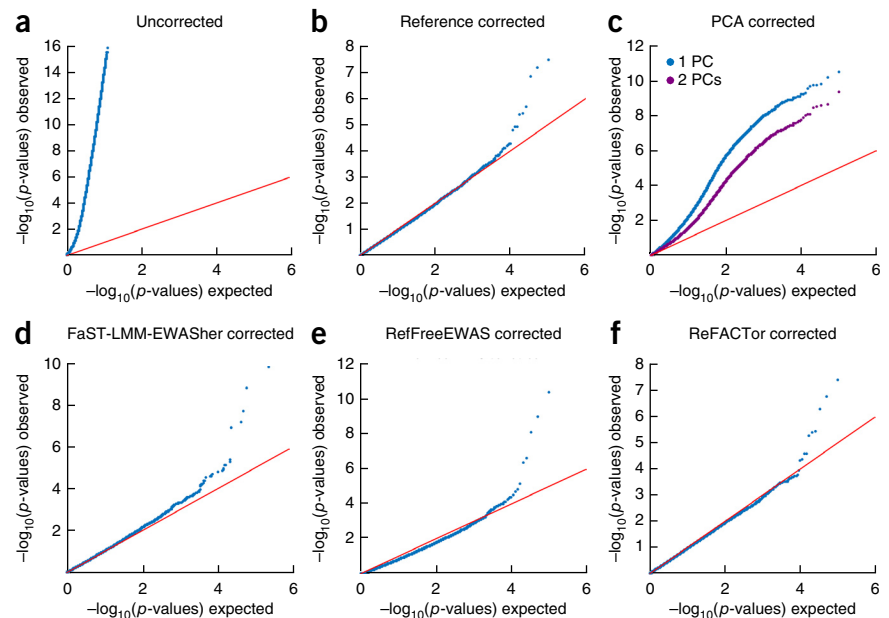 a
Uncorrected
16
14
12
10
8
6
4
2
0
2
4
6
–log10(p-values) observed
–log10(p-values) expected
b
Reference corrected
8
7
6
5
4
3
2
1
0
2
4
6
–log10(p-values) observed
–log10(p-values) expected
c
PCA corrected
1 PC
2 PCs
12
10
8
6
4
2
0
2
4
6
–log10(p-values) observed
–log10(p-values) expected
d
FaST-LMM-EWASher corrected
10
8
6
4
2
0
2
4
6
–log10(p-values) observed
–log10(p-values) expected
e
RefFreeEWAS corrected
12
10
8
6
4
2
0
2
4
6
–log10(p-values) observed
–log10(p-values) expected
f
ReFACTor corrected
8
7
6
5
4
3
2
1
0
2
4
6
–log10(p-values) observed
–log10(p-values) expected